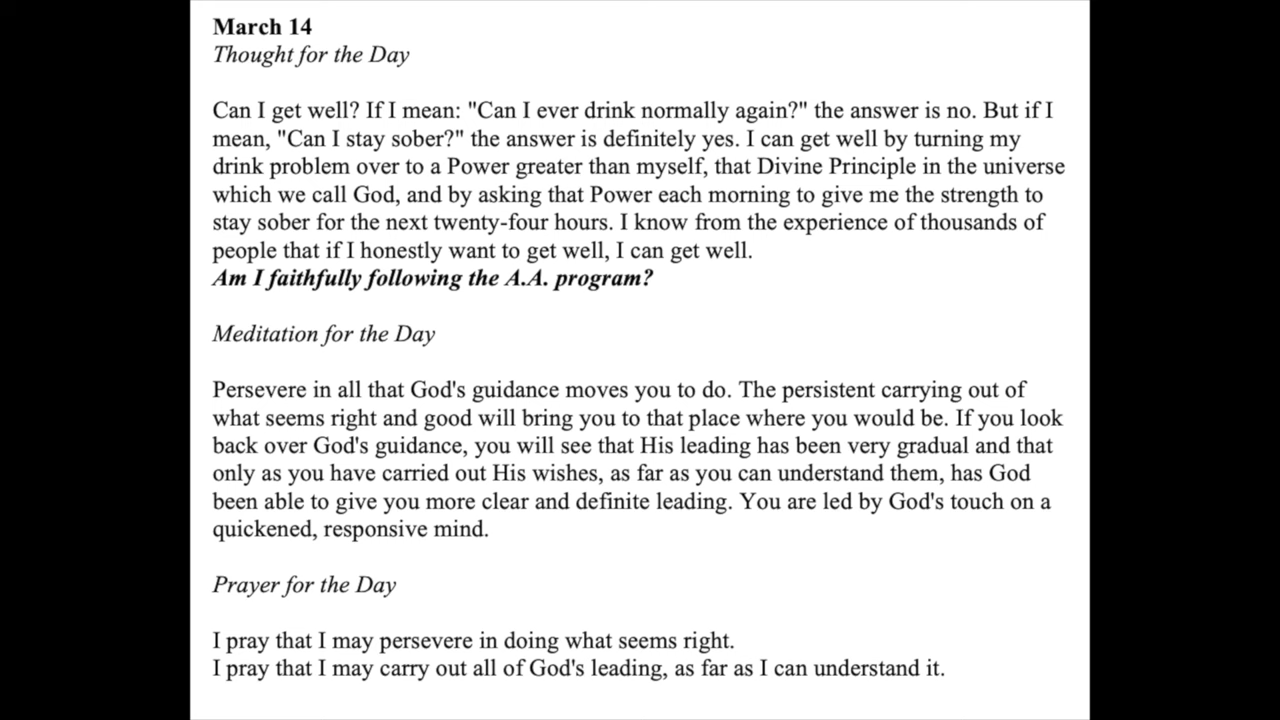 March 14
Thought for the Day
Can I get well? If I mean: "Can I ever drink normally again?" the answer is no. But if I
mean, "Can I stay sober?" the answer is definitely yes. I can get well by turning my
drink problem over to a Power greater than myself, that Divine Principle in the universe
which we call God, and by asking that Power each morning to give me the strength to
stay sober for the next twenty-four hours. I know from the experience of thousands of
people that if I honestly want to get well, I can get well.
Am I faithfully following the A.A. program?
Meditation for the Day
Persevere in all that God's guidance moves you to do. The persistent carrying out of
what seems right and good will bring you to that place where you would be. If you look
back over God's guidance, you will see that His leading has been very gradual and that
only as you have carried out His wishes, as far as you can understand them, has God
been able to give you more clear and definite leading. You are led by God's touch on a
quickened, responsive mind.
Prayer for the Day
I pray that I may persevere in doing what seems right.
I pray that I may carry out all of God's leading, as far as I can understand it.